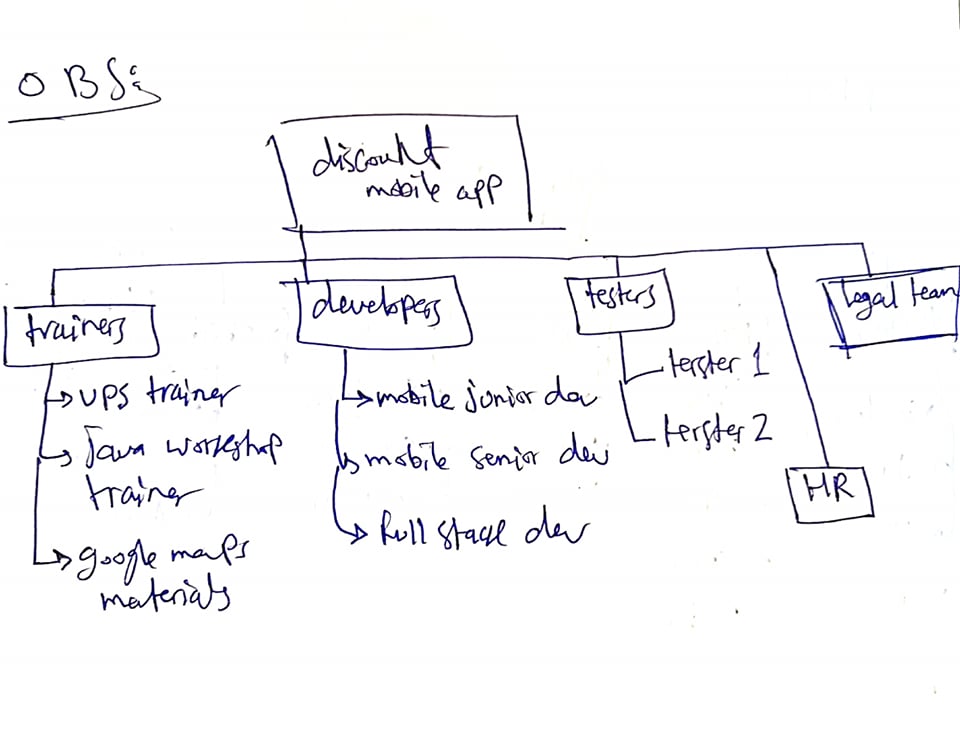 OBS:
discount
mobile app
trainers
developers
testers
Legal team
UPS trainer
Java workshop
trainer
google maps
materials
mobile junior dev
mobile senior dev
full stack dev
terster 1
terster 2
HR